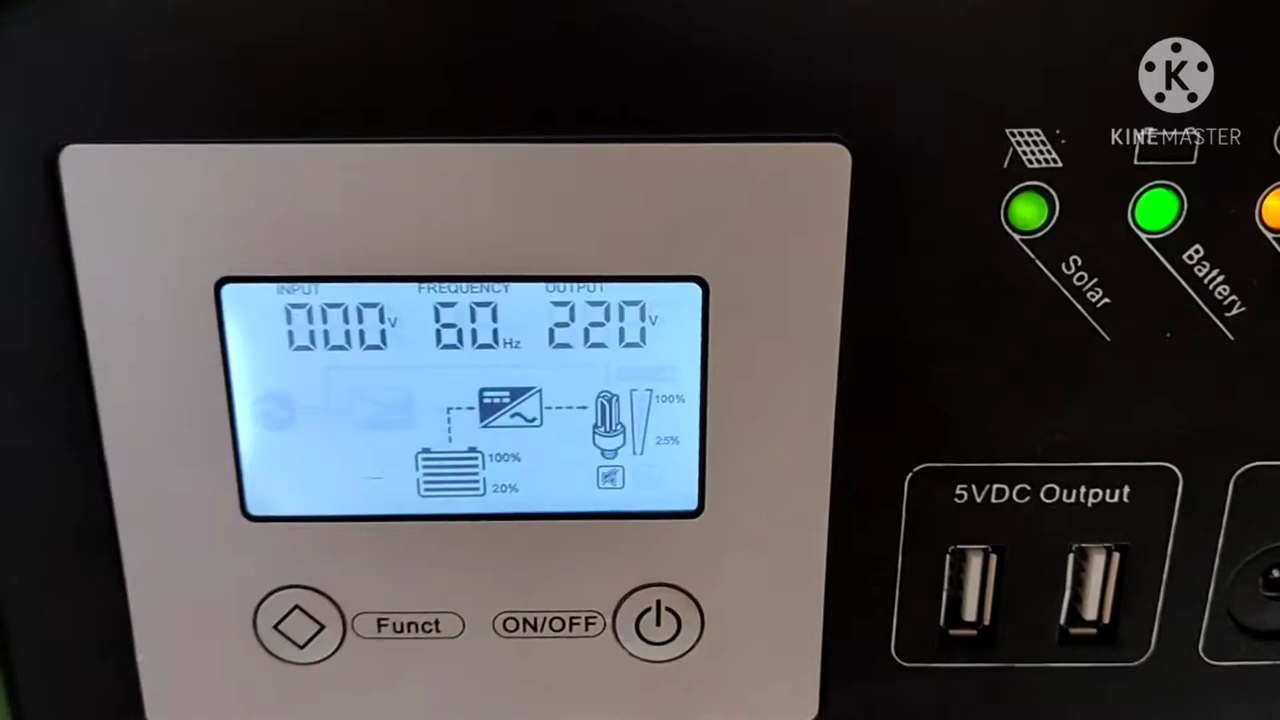 K
KINEMASTER
INPUT FREQUENCY OUTPUT
000V 60Hz 220V
100%
25%
100%
20%
Solar
Battery
5VDC Output
Funct
ON/OFF